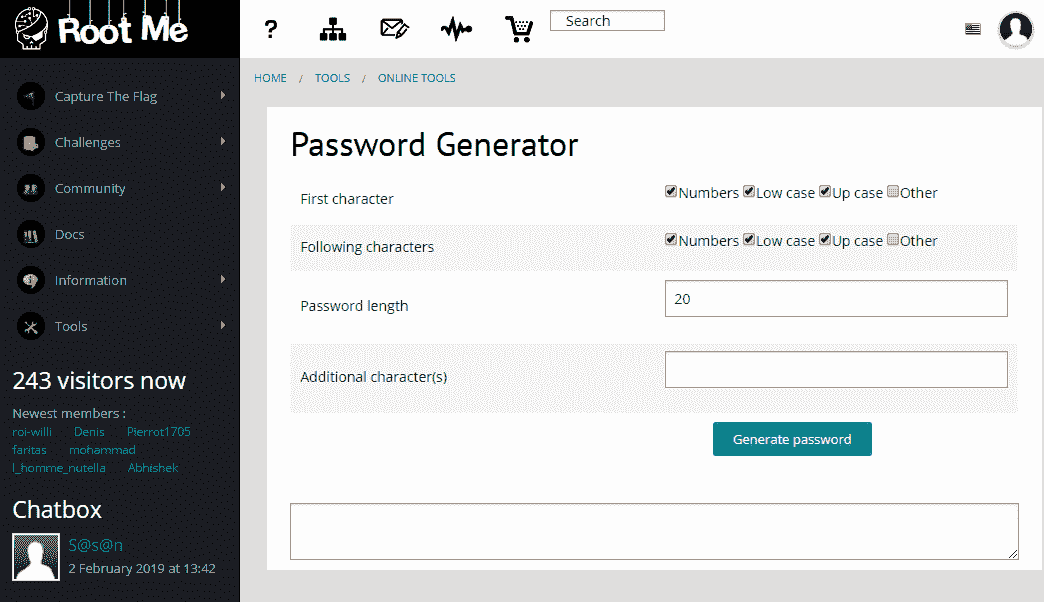 Root Me
Search
Capture The Flag
Challenges
Community
Docs
Information
Tools
243 visitors now
Newest members :
roi-willi Denis Pierrot1705
faritas mohammad
l_homme_nutella Abhishek
Chatbox
S@s@n
2 February 2019 at 13:42
HOME / TOOLS / ONLINE TOOLS
Password Generator
First character Numbers Low case Up case Other
Following characters Numbers Low case Up case Other
Password length 20
Additional character(s)
Generate password